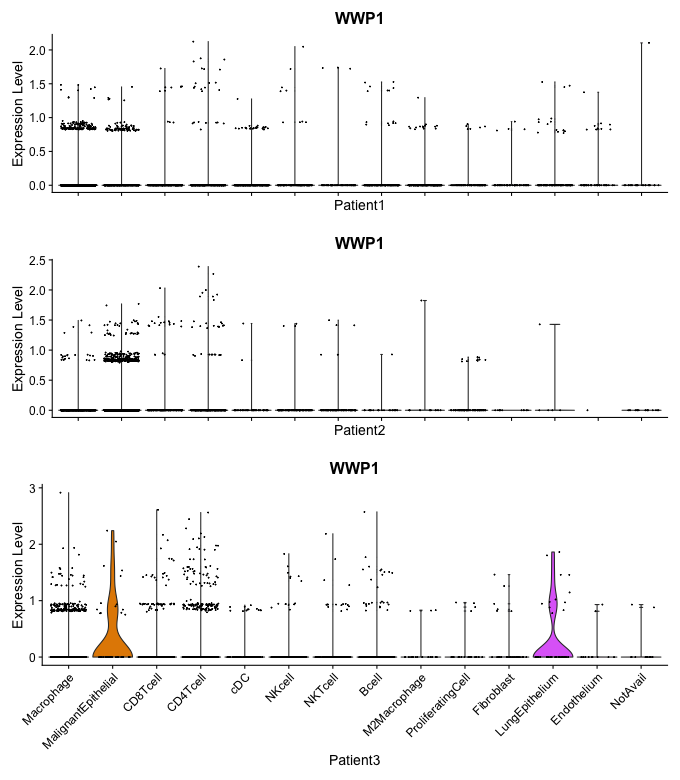 WWP1
Expression Level
2.0
1.5
1.0
0.5
0.0
Patient1
WWP1
Expression Level
2.5
2.0
1.5
1.0
0.5
0.0
Patient2
WWP1
Expression Level
3
2
1
0
Macrophage
MalignantEpithelial
CD8Tcell
CD4Tcell
cDC
NKcell
NKTcell
Bcell
M2Macrophage
ProliferatingCell
Fibroblast
LungEpithelium
Endothelium
NotAvail
Patient3